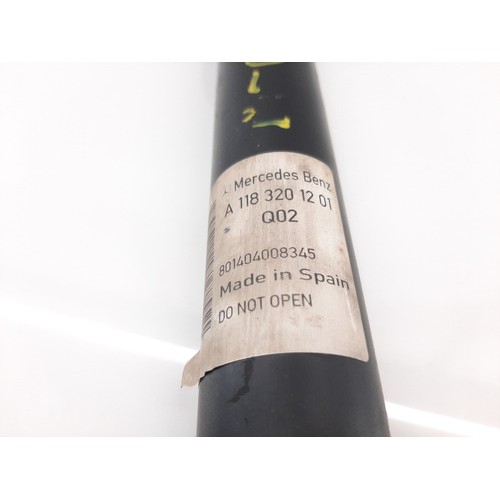 Mercedes Benz
A 118 320 12 01
Q02
801404008345
Made in Spain
DO NOT OPEN